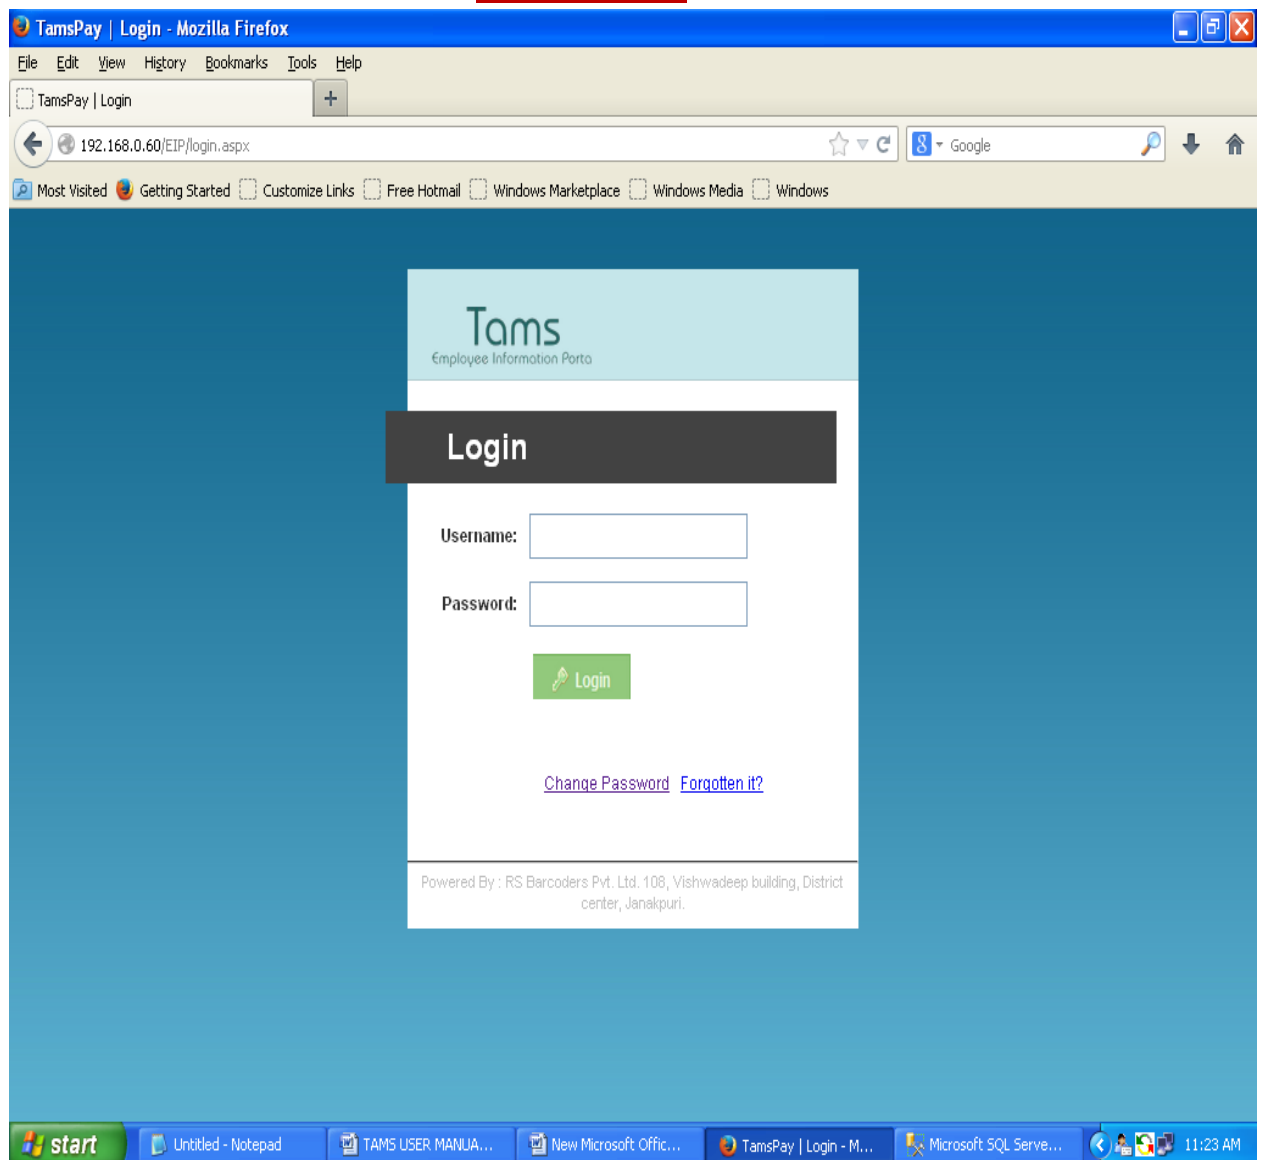 TamsPay | Login - Mozilla Firefox
File Edit View History Bookmarks Tools Help
TamsPay | Login
192.168.0.60/EIP/login.aspx
Google
Most Visited Getting Started Customize Links Free Hotmail Windows Marketplace Windows Media Windows
Tams
Employee Information Porta
Login
Username:
Password:
Login
Change Password Forgotten it?
Powered By : RS Barcoders Pvt. Ltd. 108, Vishwadeep building, District
center, Janakpuri.
start Untitled - Notepad TAMS USER MANUA... New Microsoft Offic... TamsPay | Login - M... Microsoft SQL Serve... 11:23 AM